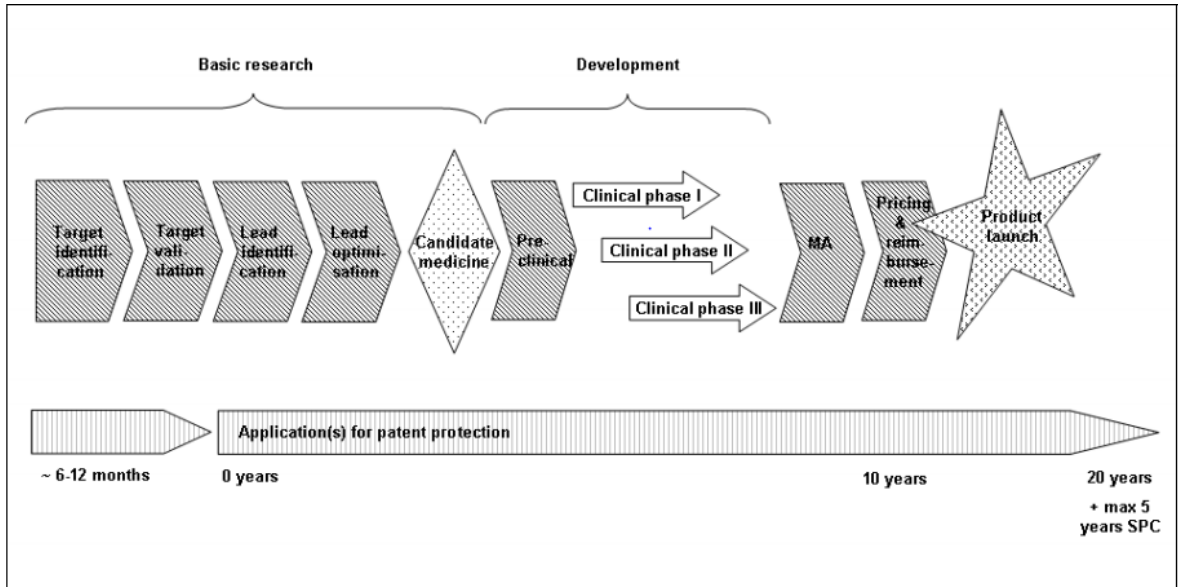 Basic research
Development
Target
identifi-
cation
Target
vali-
dation
Lead
identifi-
cation
Lead
optimi-
sation
Candidate
medicine
Pre-
clinical
Clinical phase I
Clinical phase II
Clinical phase III
MA
Pricing
&
reim-
burse-
ment
Product
launch
Application(s) for patent protection
~ 6-12 months
0 years
10 years
20 years
+ max 5
years SPC